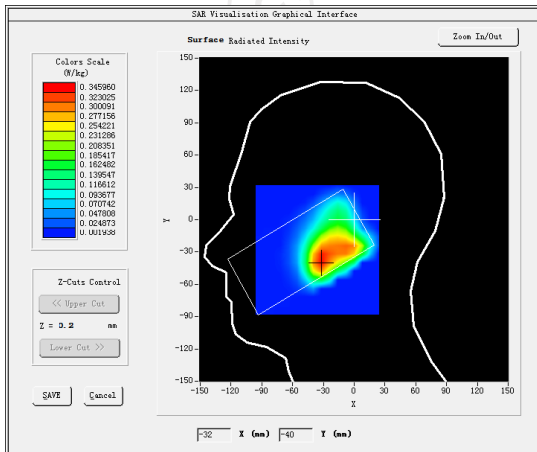 SAR Visualisation Graphical Interface
Surface Radiated Intensity
Zoom In/Out
Colors Scale
(W/kg)
0.345960
0.323025
0.300091
0.277156
0.254221
0.231286
0.208351
0.185417
0.162482
0.139547
0.116612
0.093677
0.070742
0.047808
0.024873
0.001938
Z-Cuts Control
<< Upper Cut
Z = 0.2 mm
Lower Cut >>
SAVE Cancel
150
120
90
60
30
0
-30
-60
-90
-120
-150
Y
-150 -120 -90 -60 -30 0 30 60 90 120 150
X
-32 X (mm) -40 Y (mm)